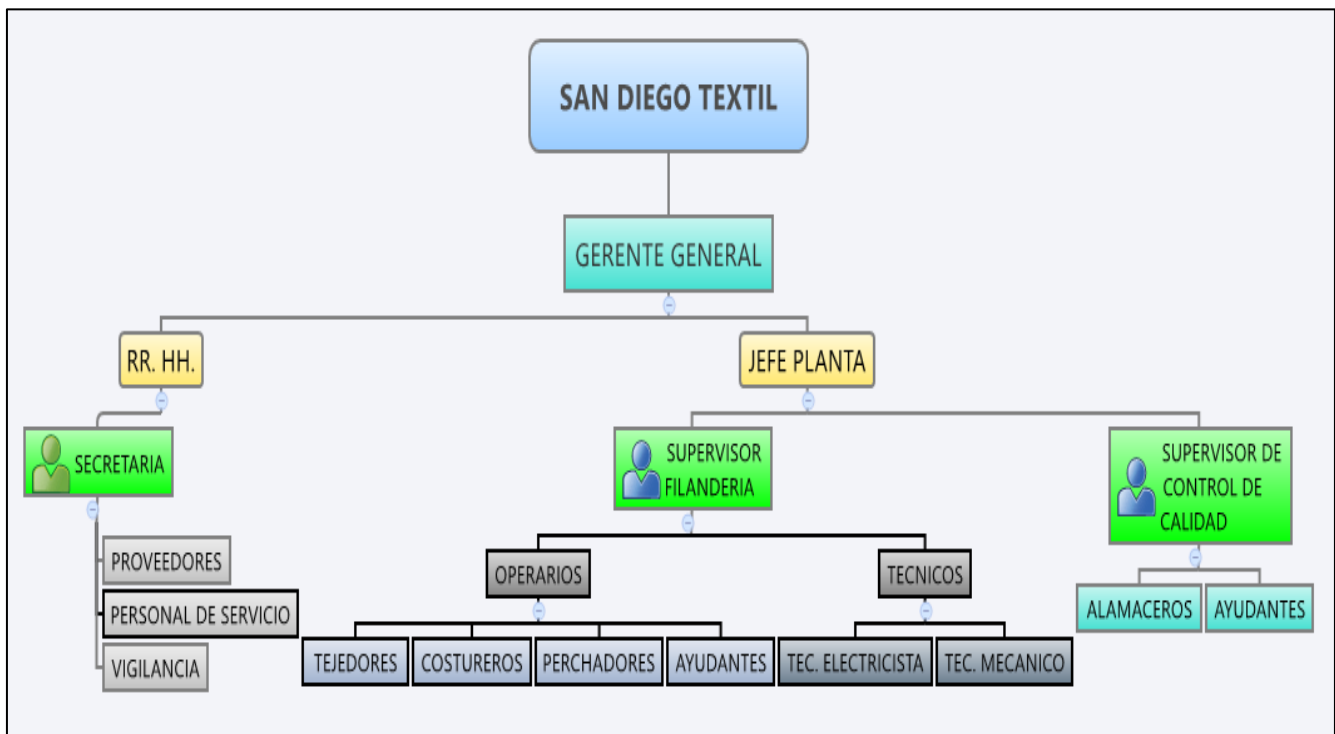 SAN DIEGO TEXTIL
GERENTE GENERAL
RR. HH.
JEFE PLANTA
SECRETARIA
SUPERVISOR
FILANDERIA
SUPERVISOR DE
CONTROL DE
CALIDAD
PROVEEDORES
PERSONAL DE SERVICIO
VIGILANCIA
OPERARIOS
TECNICOS
ALAMACEROS
AYUDANTES
TEJEDORES
COSTUREROS
PERCHADORES
AYUDANTES
TEC. ELECTRICISTA
TEC. MECANICO